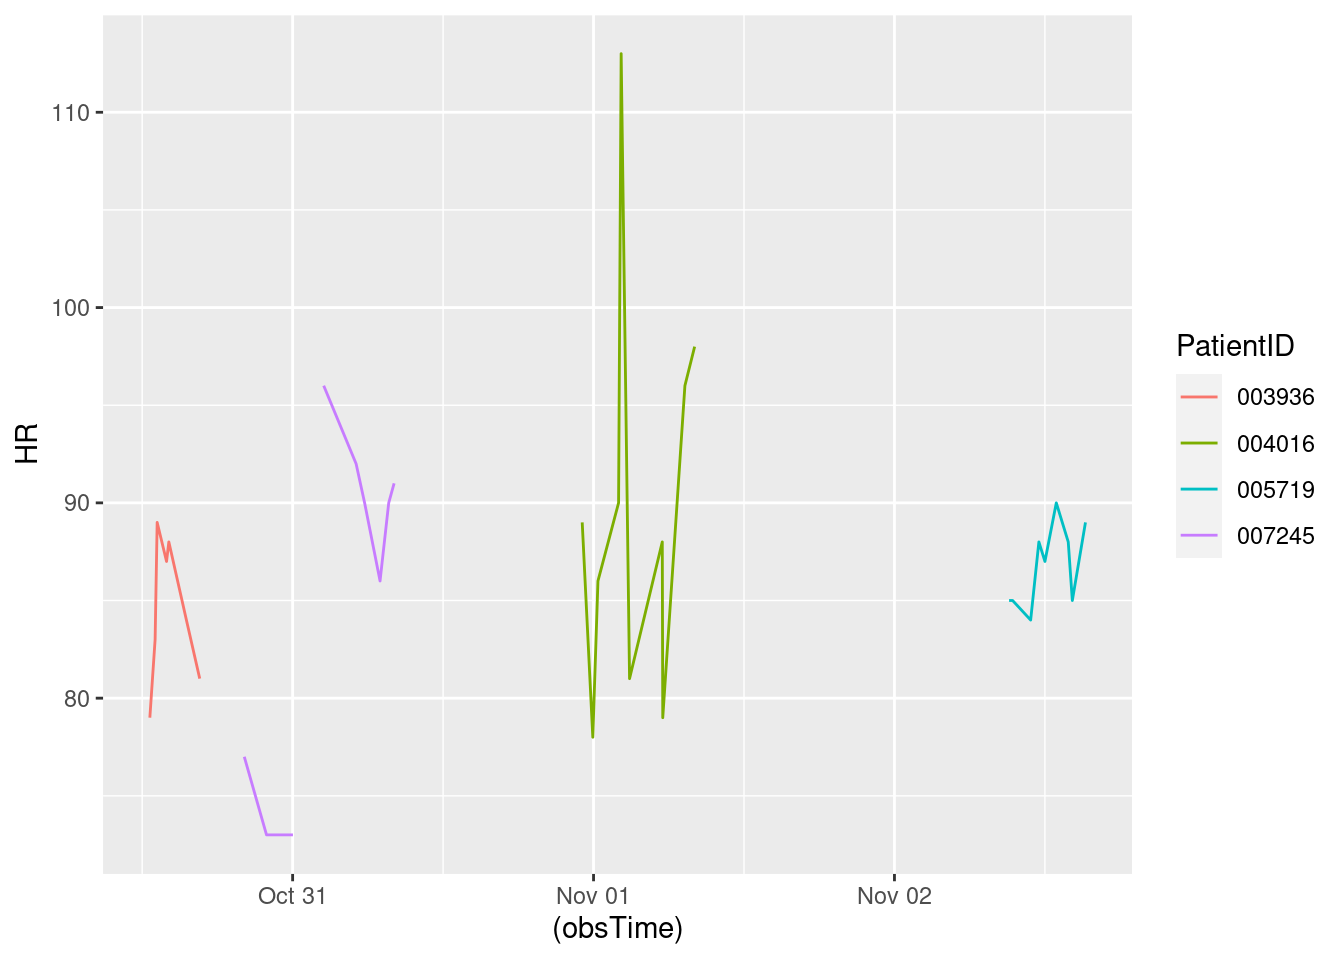 110
100
90
80
HR
Oct 31
Nov 01
Nov 02
(obsTime)
PatientID
003936
004016
005719
007245